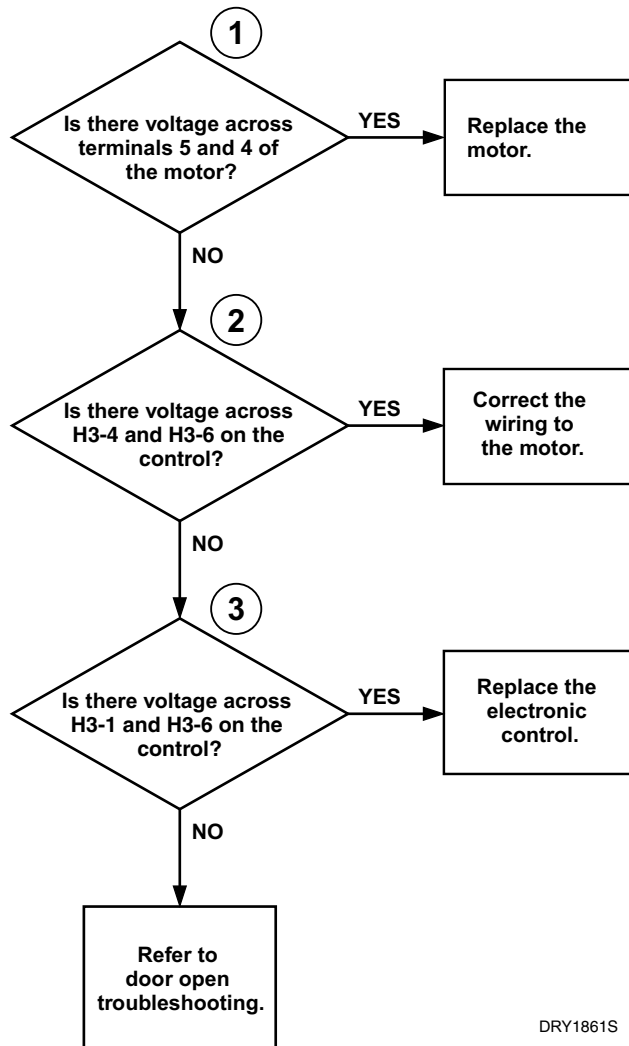 1
Is there voltage across
terminals 5 and 4 of
the motor?
YES
Replace the
motor.
NO
2
Is there voltage across
H3-4 and H3-6 on the
control?
YES
Correct the
wiring to
the motor.
NO
3
Is there voltage across
H3-1 and H3-6 on the
control?
YES
Replace the
electronic
control.
NO
Refer to
door open
troubleshooting.
DRY1861S